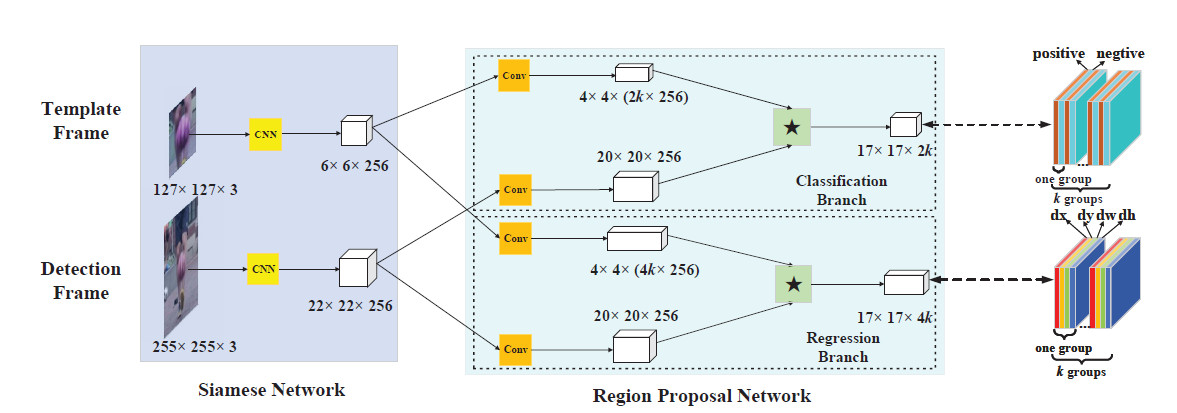 Template
Frame
127× 127× 3
CNN
6× 6× 256
Detection
Frame
255× 255× 3
CNN
22× 22× 256
Siamese Network
Conv
4× 4× (2k× 256)
20× 20× 256
Conv
★
17× 17× 2k
Classification
Branch
Conv
4× 4× (4k× 256)
20× 20× 256
Conv
★
17× 17× 4k
Regression
Branch
Region Proposal Network
positive negtive
...
one group
k groups
dx dy dw dh
...
one group
k groups